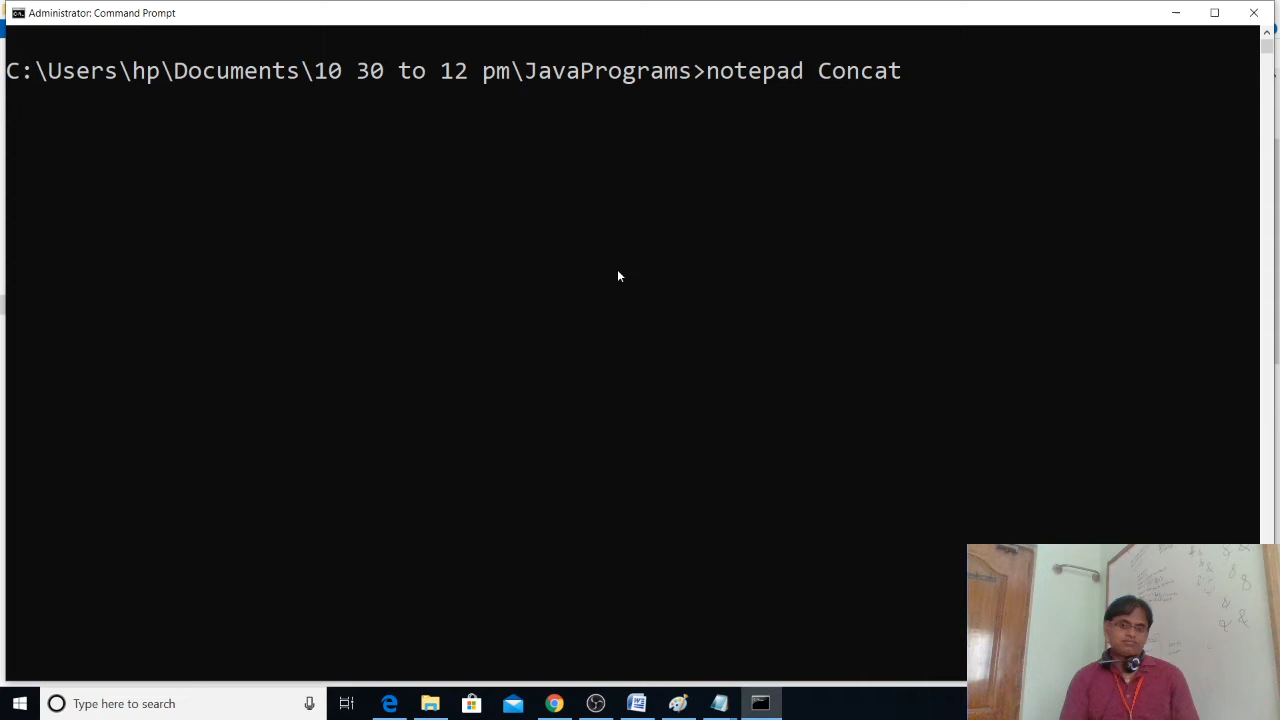 Administrator: Command Prompt
C:\Users\hp\Documents\10 30 to 12 pm\JavaPrograms>notepad Concat
Type here to search